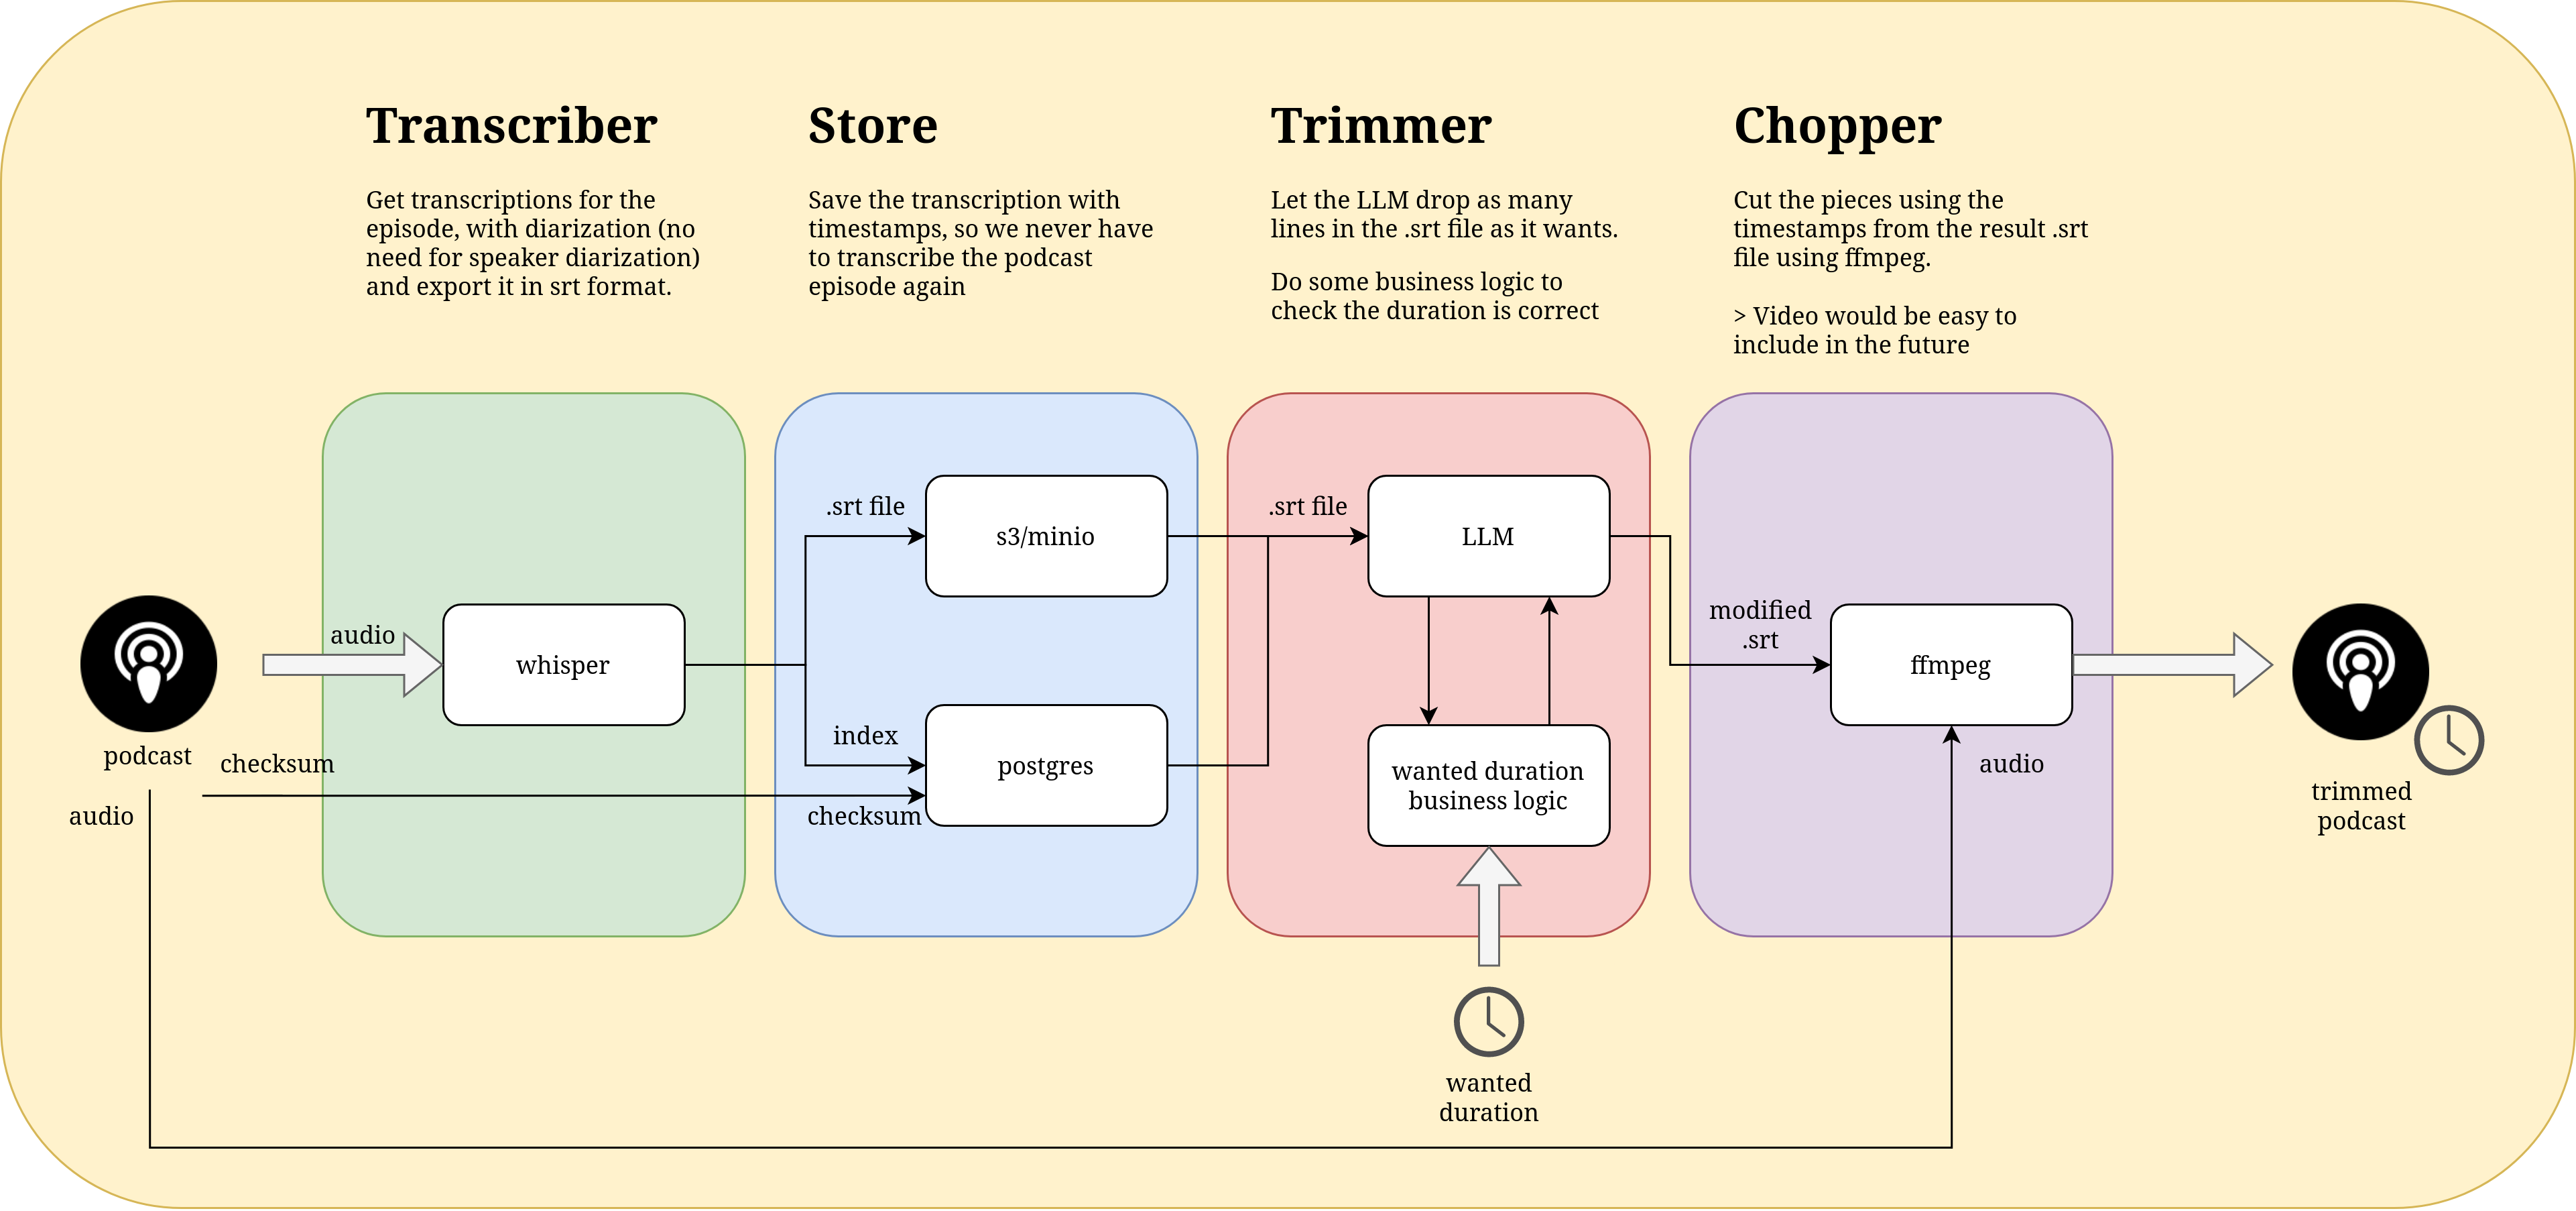 Transcriber
Get transcriptions for the
episode, with diarization (no
need for speaker diarization)
and export it in srt format.
Store
Save the transcription with
timestamps, so we never have
to transcribe the podcast
episode again
Trimmer
Let the LLM drop as many
lines in the .srt file as it wants.
Do some business logic to
check the duration is correct
Chopper
Cut the pieces using the
timestamps from the result .srt
file using ffmpeg.
> Video would be easy to
include in the future
podcast
audio
checksum
audio
whisper
.srt file
s3/minio
index
postgres
checksum
.srt file
LLM
wanted duration
business logic
wanted
duration
modified
.srt
ffmpeg
audio
trimmed
podcast